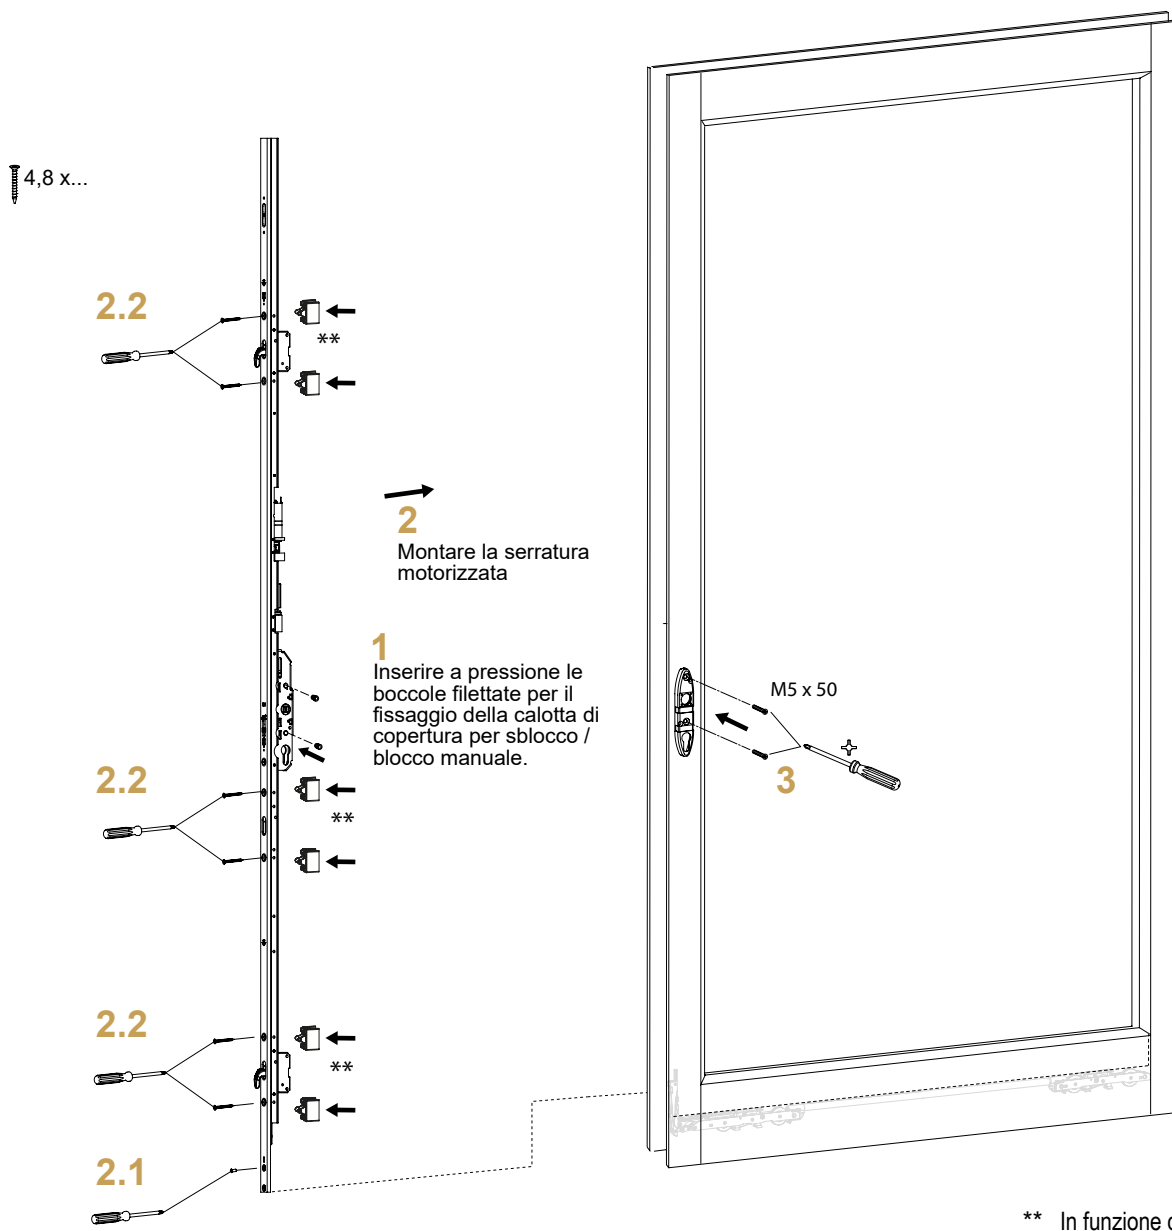 4,8 x...
2.2
**
2
Montare la serratura
motorizzata
1
Inserire a pressione le
boccole filettate per il
fissaggio della calotta di
copertura per sblocco /
blocco manuale.
M5 x 50
3
2.2
**
2.2
**
2.1
** In funzione